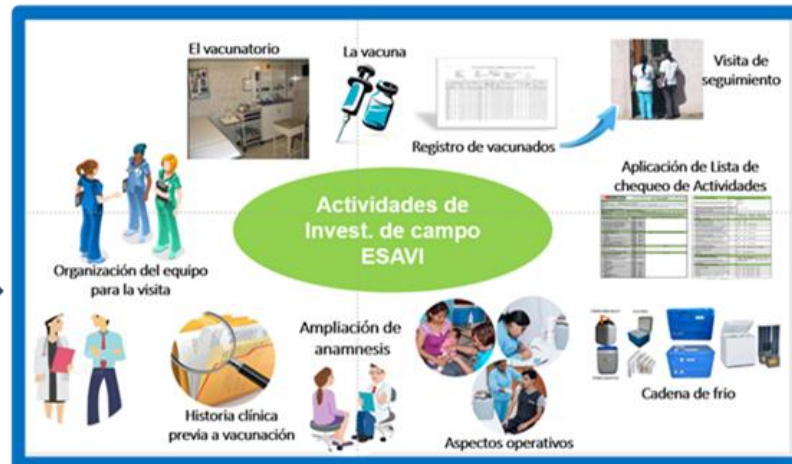 El vacunatorio
La vacuna
Registro de vacunados
Visita de
seguimiento
Aplicación de Lista de
chequeo de Actividades
Actividades de
Invest. de campo
ESAVI
Organización del equipo
para la visita
Historia clínica
previa a vacunación
Ampliación de
anamnesis
Aspectos operativos
Cadena de frío